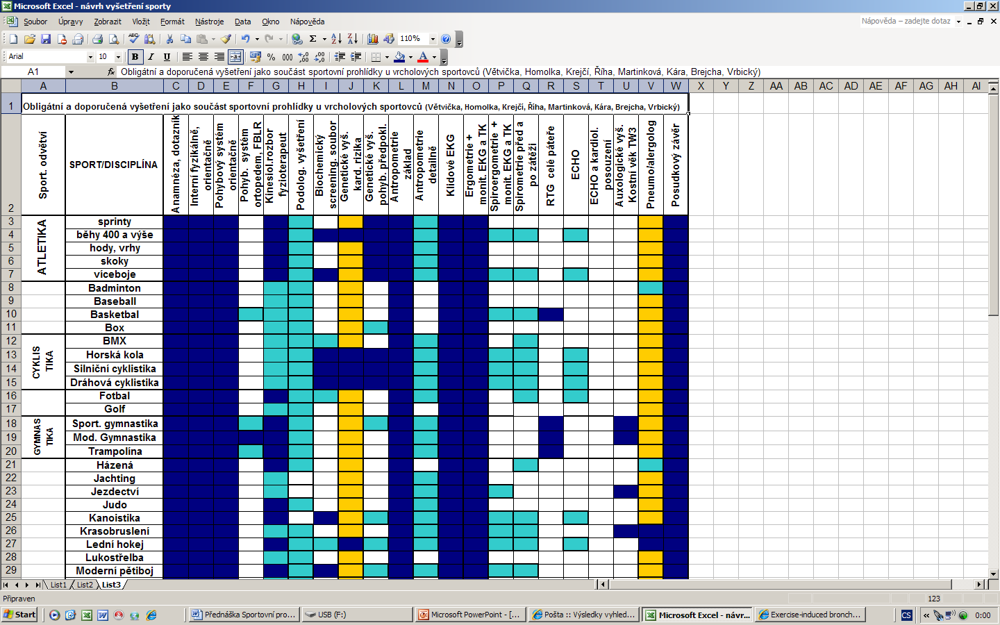 Microsoft Excel - návrh vyšetření sporty
Soubor Úpravy Zobrazit Vložit Formát Nástroje Data Okno Nápověda Nápověda – zadejte dotaz
110%
Arial 10 B I U % 000
A1 fx Obligátní a doporučená vyšetření jako součást sportovní prohlídky u vrcholových sportovců (Větvička, Homolka, Krejčí, Říha, Martinková, Kára, Brejcha, Vrbický)
A B C D E F G H I J K L M N O P Q R S T U V W X Y Z AA AB AC AD AE AF AG AH AI
1 Obligátní a doporučená vyšetření jako součást sportovní prohlídky u vrcholových sportovců (Větvička, Homolka, Krejčí, Říha, Martinková, Kára, Brejcha, Vrbický)
2
Sport. odvětví
SPORT/DISCIPLÍNA
Anamnéza, dotazník
Interní fyzikálně,
orientačně
Pohybový systém
orientačně
Pohyb. systém
ortopedem, FBLR
Kinesiol.rozbor
fyzioterapeut
Podolog. vyšetření
Biochemický
screening. soubor
Genetické vyš.
kard. rizika
Genetické vyš.
pohyb. předpokl.
Antropometrie
základ
Antropometrie
detailně
Klidové EKG
Ergometrie +
monit. EKG a TK
Spiroergometrie +
monit. EKG a TK
Spirometrie před a
po zátěži
RTG celé páteře
ECHO
ECHO a kardiol.
posouzení
Auxologické vyš.
Kostní věk TW3
Pneumo/alergolog
Posudkový závěr
ATLETIKA
3 sprinty
4 běhy 400 a výše
5 hody, vrhy
6 skoky
7 víceboje
8 Badminton
9 Baseball
10 Basketbal
11 Box
CYKLIS
TIKA
12 BMX
13 Horská kola
14 Silniční cyklistika
15 Dráhová cyklistika
16 Fotbal
17 Golf
GYMNAS
TIKA
18 Sport. gymnastika
19 Mod. Gymnastika
20 Trampolína
21 Házená
22 Jachting
23 Jezdectví
24 Judo
25 Kanoistika
26 Krasobruslení
27 Lední hokej
28 Lukostřelba
29 Moderní pětiboj
List1 List2 List3
Připraven 123
Start Přednáška Sportovní pro... USB (F:) Microsoft PowerPoint - [... Pošta :: Výsledky vyhled... Microsoft Excel - návr... Exercise-induced bronch... CS « 0:00